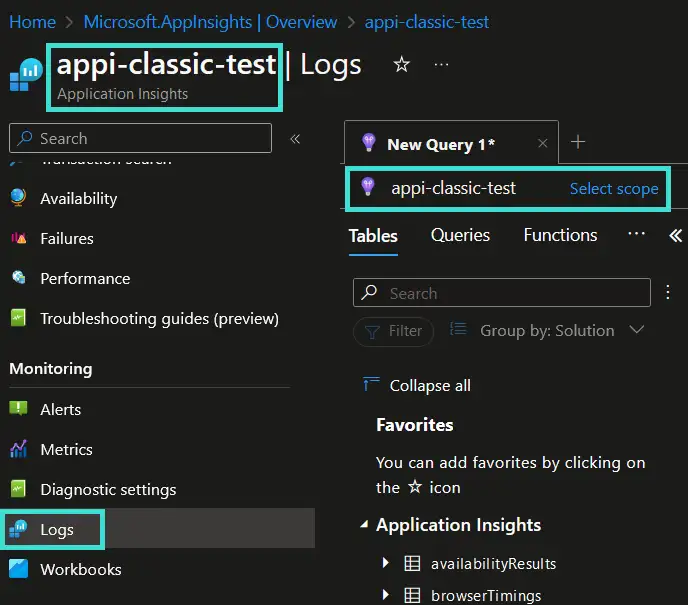 Home > Microsoft.AppInsights | Overview > appi-classic-test
appi-classic-test | Logs ☆ ...
Application Insights
Search «
Transaction search
Availability
Failures
Performance
Troubleshooting guides (preview)
Monitoring
Alerts
Metrics
Diagnostic settings
Logs
Workbooks
New Query 1* × +
appi-classic-test Select scope
Tables Queries Functions ... «
Search
Filter Group by: Solution
Collapse all
Favorites
You can add favorites by clicking on
the ☆ icon
Application Insights
availabilityResults
browserTimings